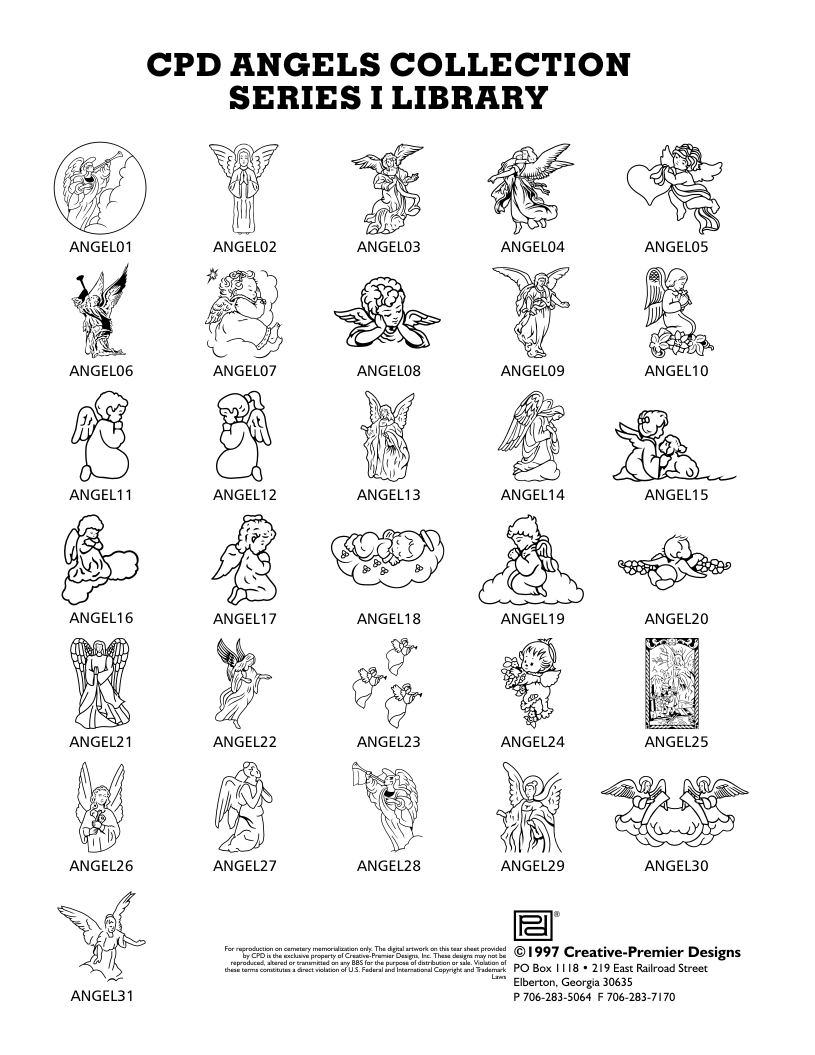 CPD ANGELS COLLECTION
SERIES I LIBRARY
ANGEL01 ANGEL02 ANGEL03 ANGEL04 ANGEL05
ANGEL06 ANGEL07 ANGEL08 ANGEL09 ANGEL10
ANGEL11 ANGEL12 ANGEL13 ANGEL14 ANGEL15
ANGEL16 ANGEL17 ANGEL18 ANGEL19 ANGEL20
ANGEL21 ANGEL22 ANGEL23 ANGEL24 ANGEL25
ANGEL26 ANGEL27 ANGEL28 ANGEL29 ANGEL30
ANGEL31
For reproduction on cemetery memorialization only. The digital artwork on this tear sheet provided
by CPD is the exclusive property of Creative-Premier Designs, Inc. These designs may not be
reproduced, altered or transmitted on any BBS for the purpose of distribution or sale. Violation of
these terms constitutes a direct violation of U.S. Federal and International Copyright and Trademark
Laws
®
©1997 Creative-Premier Designs
PO Box 1118 • 219 East Railroad Street
Elberton, Georgia 30635
P 706-283-5064 F 706-283-7170